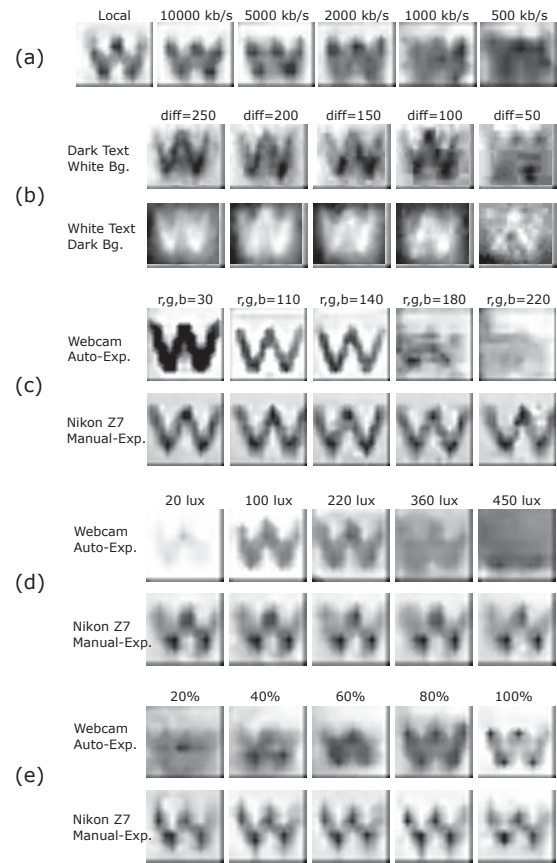 Local 10000 kb/s 5000 kb/s 2000 kb/s 1000 kb/s 500 kb/s
(a)
diff=250 diff=200 diff=150 diff=100 diff=50
Dark Text
White Bg.
(b)
White Text
Dark Bg.
r,g,b=30 r,g,b=110 r,g,b=140 r,g,b=180 r,g,b=220
Webcam
Auto-Exp.
(c)
Nikon Z7
Manual-Exp.
20 lux 100 lux 220 lux 360 lux 450 lux
Webcam
Auto-Exp.
(d)
Nikon Z7
Manual-Exp.
20% 40% 60% 80% 100%
Webcam
Auto-Exp.
(e)
Nikon Z7
Manual-Exp.